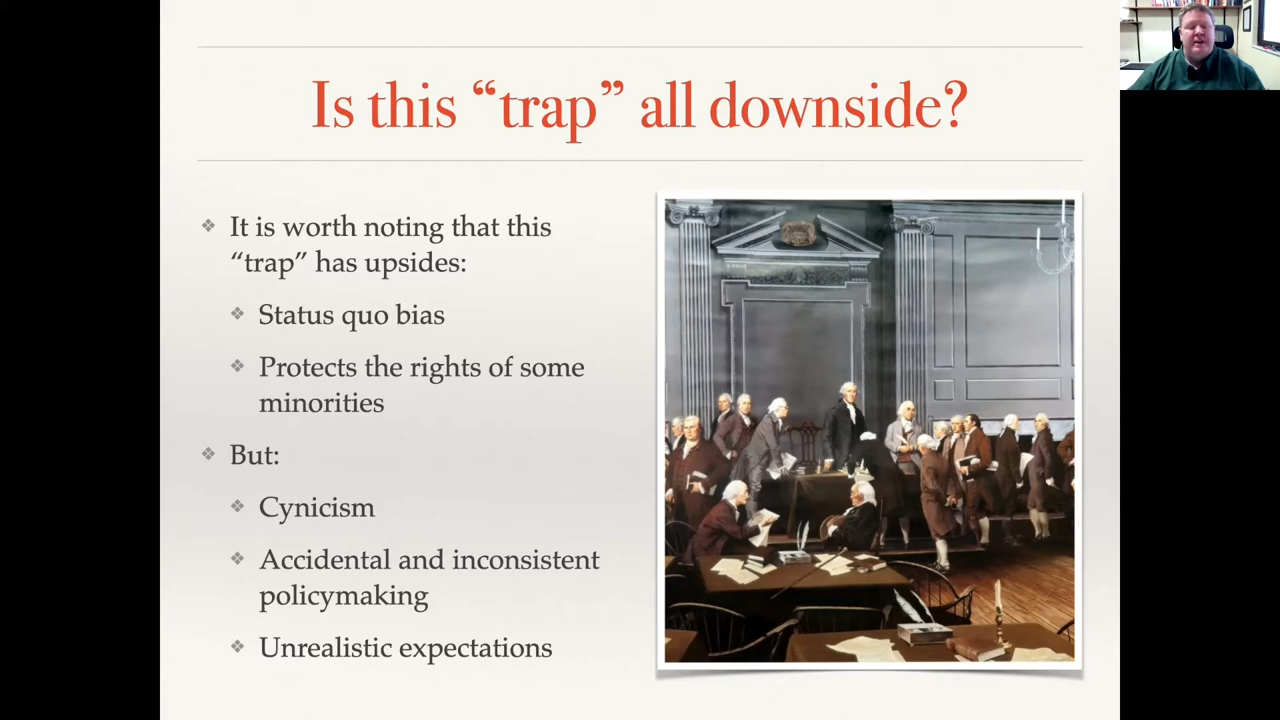 Is this “trap” all downside?
It is worth noting that this
“trap” has upsides:
Status quo bias
Protects the rights of some
minorities
But:
Cynicism
Accidental and inconsistent
policymaking
Unrealistic expectations